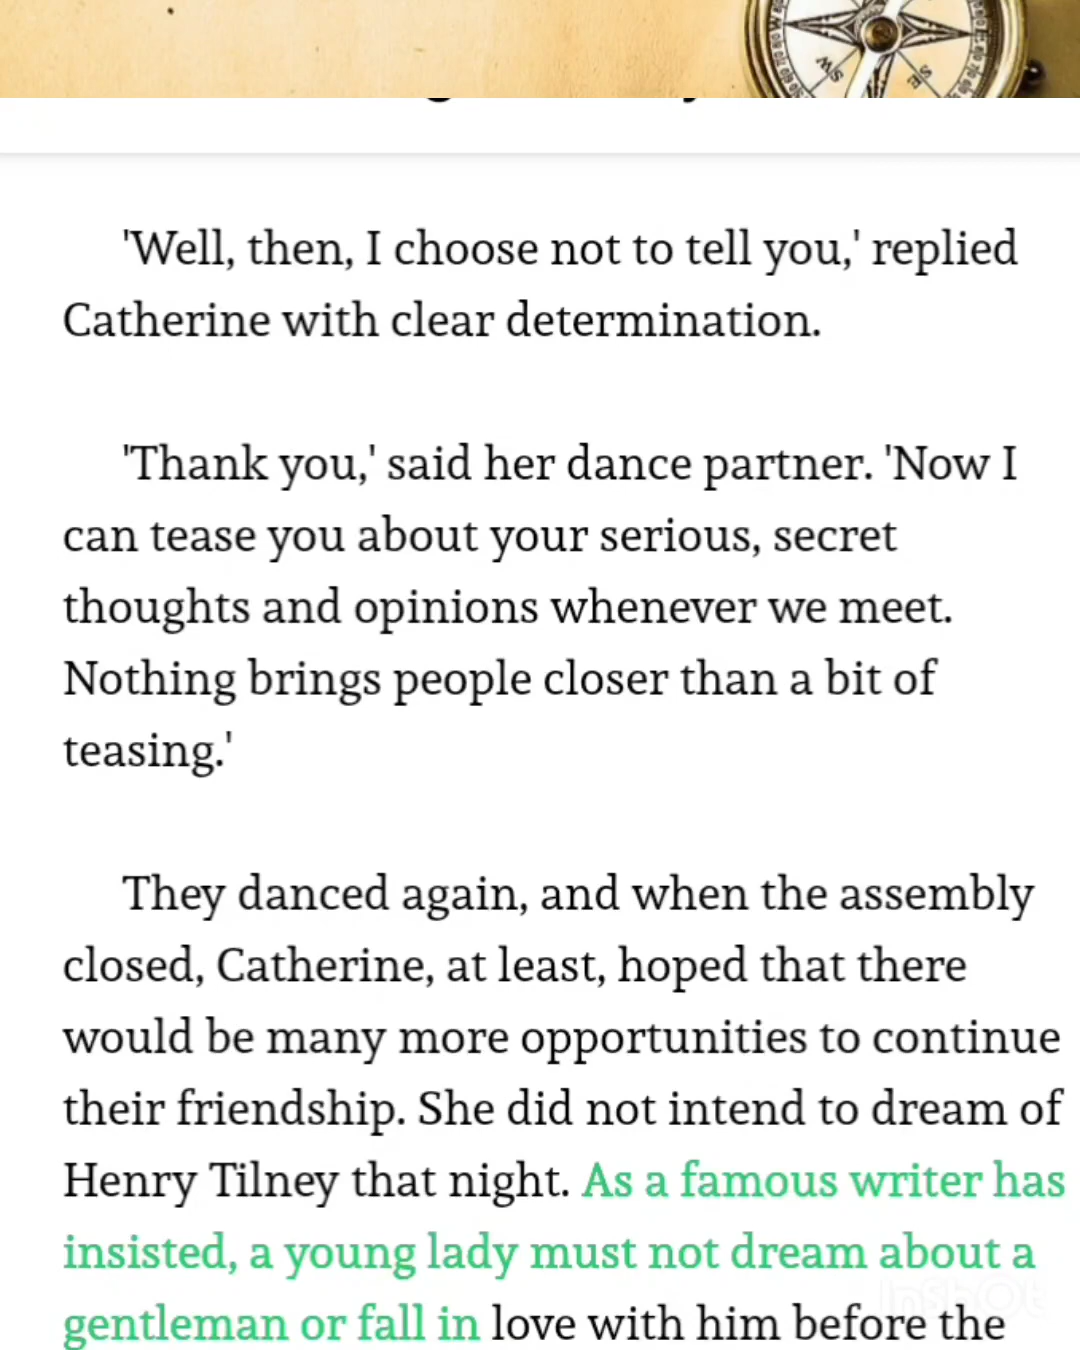 'Well, then, I choose not to tell you,' replied
Catherine with clear determination.
'Thank you,' said her dance partner. 'Now I
can tease you about your serious, secret
thoughts and opinions whenever we meet.
Nothing brings people closer than a bit of
teasing.'
They danced again, and when the assembly
closed, Catherine, at least, hoped that there
would be many more opportunities to continue
their friendship. She did not intend to dream of
Henry Tilney that night. As a famous writer has
insisted, a young lady must not dream about a
gentleman or fall in love with him before the
InShOt
SW
SE